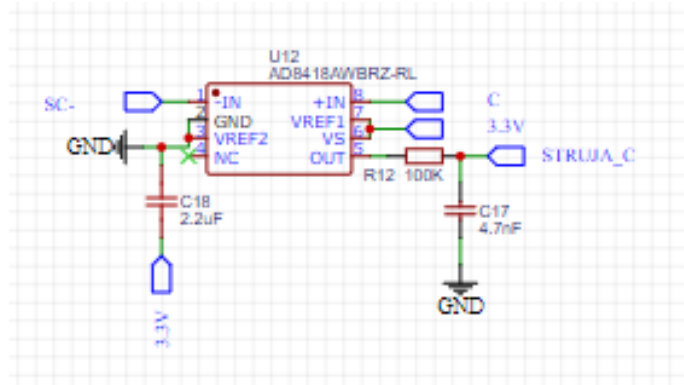 U12
AD8418AWBRZ-RL
SC-
1
-IN
+IN
8
C
2
GND
VREF1
7
3.3V
GND
3
VREF2
VS
6
4
NC
OUT
5
STRUJA_C
R12 100K
C18
2.2uF
C17
4.7nF
3.3V
GND